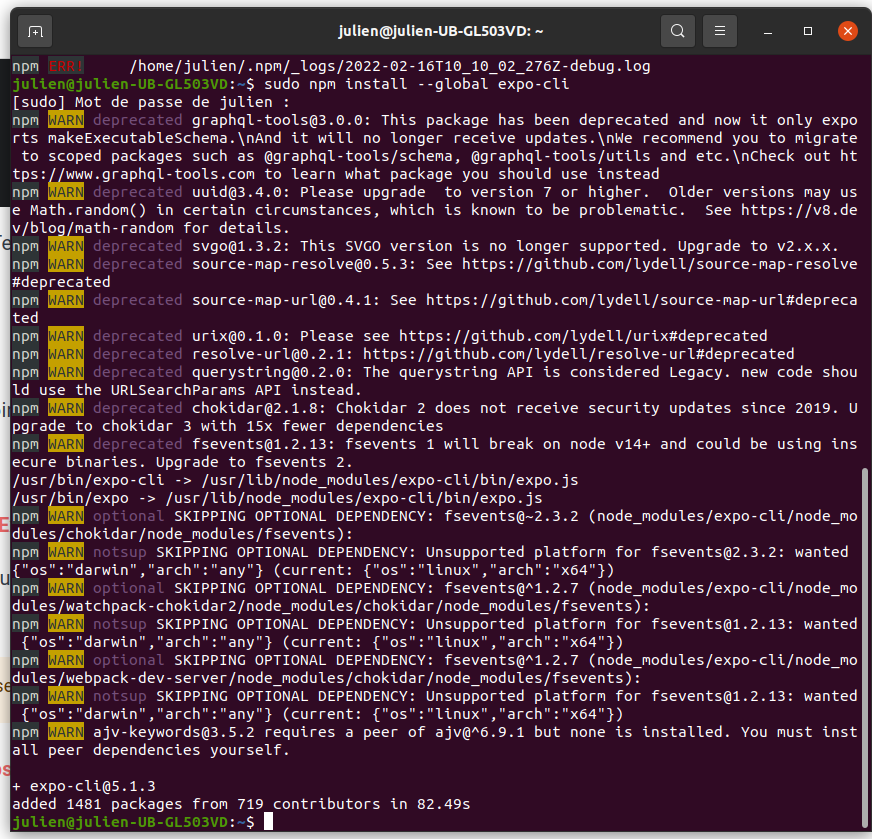 julien@julien-UB-GL503VD: ~
npm ERR!     /home/julien/.npm/_logs/2022-02-16T10_10_02_276Z-debug.log
julien@julien-UB-GL503VD:~$ sudo npm install --global expo-cli
[sudo] Mot de passe de julien :
npm WARN deprecated graphql-tools@3.0.0: This package has been deprecated and now it only expo
rts makeExecutableSchema.\nAnd it will no longer receive updates.\nWe recommend you to migrate
 to scoped packages such as @graphql-tools/schema, @graphql-tools/utils and etc.\nCheck out ht
tps://www.graphql-tools.com to learn what package you should use instead
npm WARN deprecated uuid@3.4.0: Please upgrade  to version 7 or higher.  Older versions may us
e Math.random() in certain circumstances, which is known to be problematic.  See https://v8.de
v/blog/math-random for details.
npm WARN deprecated svgo@1.3.2: This SVGO version is no longer supported. Upgrade to v2.x.x.
npm WARN deprecated source-map-resolve@0.5.3: See https://github.com/lydell/source-map-resolve
#deprecated
npm WARN deprecated source-map-url@0.4.1: See https://github.com/lydell/source-map-url#depreca
ted
npm WARN deprecated urix@0.1.0: Please see https://github.com/lydell/urix#deprecated
npm WARN deprecated resolve-url@0.2.1: https://github.com/lydell/resolve-url#deprecated
npm WARN deprecated querystring@0.2.0: The querystring API is considered Legacy. new code shou
ld use the URLSearchParams API instead.
npm WARN deprecated chokidar@2.1.8: Chokidar 2 does not receive security updates since 2019. U
pgrade to chokidar 3 with 15x fewer dependencies
npm WARN deprecated fsevents@1.2.13: fsevents 1 will break on node v14+ and could be using ins
ecure binaries. Upgrade to fsevents 2.
/usr/bin/expo-cli -> /usr/lib/node_modules/expo-cli/bin/expo.js
/usr/bin/expo -> /usr/lib/node_modules/expo-cli/bin/expo.js
npm WARN optional SKIPPING OPTIONAL DEPENDENCY: fsevents@~2.3.2 (node_modules/expo-cli/node_mo
dules/chokidar/node_modules/fsevents):
npm WARN notsup SKIPPING OPTIONAL DEPENDENCY: Unsupported platform for fsevents@2.3.2: wanted
{"os":"darwin","arch":"any"} (current: {"os":"linux","arch":"x64"})
npm WARN optional SKIPPING OPTIONAL DEPENDENCY: fsevents@^1.2.7 (node_modules/expo-cli/node_mo
dules/watchpack-chokidar2/node_modules/chokidar/node_modules/fsevents):
npm WARN notsup SKIPPING OPTIONAL DEPENDENCY: Unsupported platform for fsevents@1.2.13: wanted
 {"os":"darwin","arch":"any"} (current: {"os":"linux","arch":"x64"})
npm WARN optional SKIPPING OPTIONAL DEPENDENCY: fsevents@^1.2.7 (node_modules/expo-cli/node_mo
dules/webpack-dev-server/node_modules/chokidar/node_modules/fsevents):
npm WARN notsup SKIPPING OPTIONAL DEPENDENCY: Unsupported platform for fsevents@1.2.13: wanted
 {"os":"darwin","arch":"any"} (current: {"os":"linux","arch":"x64"})
npm WARN ajv-keywords@3.5.2 requires a peer of ajv@^6.9.1 but none is installed. You must inst
all peer dependencies yourself.
+ expo-cli@5.1.3
added 1481 packages from 719 contributors in 82.49s
julien@julien-UB-GL503VD:~$